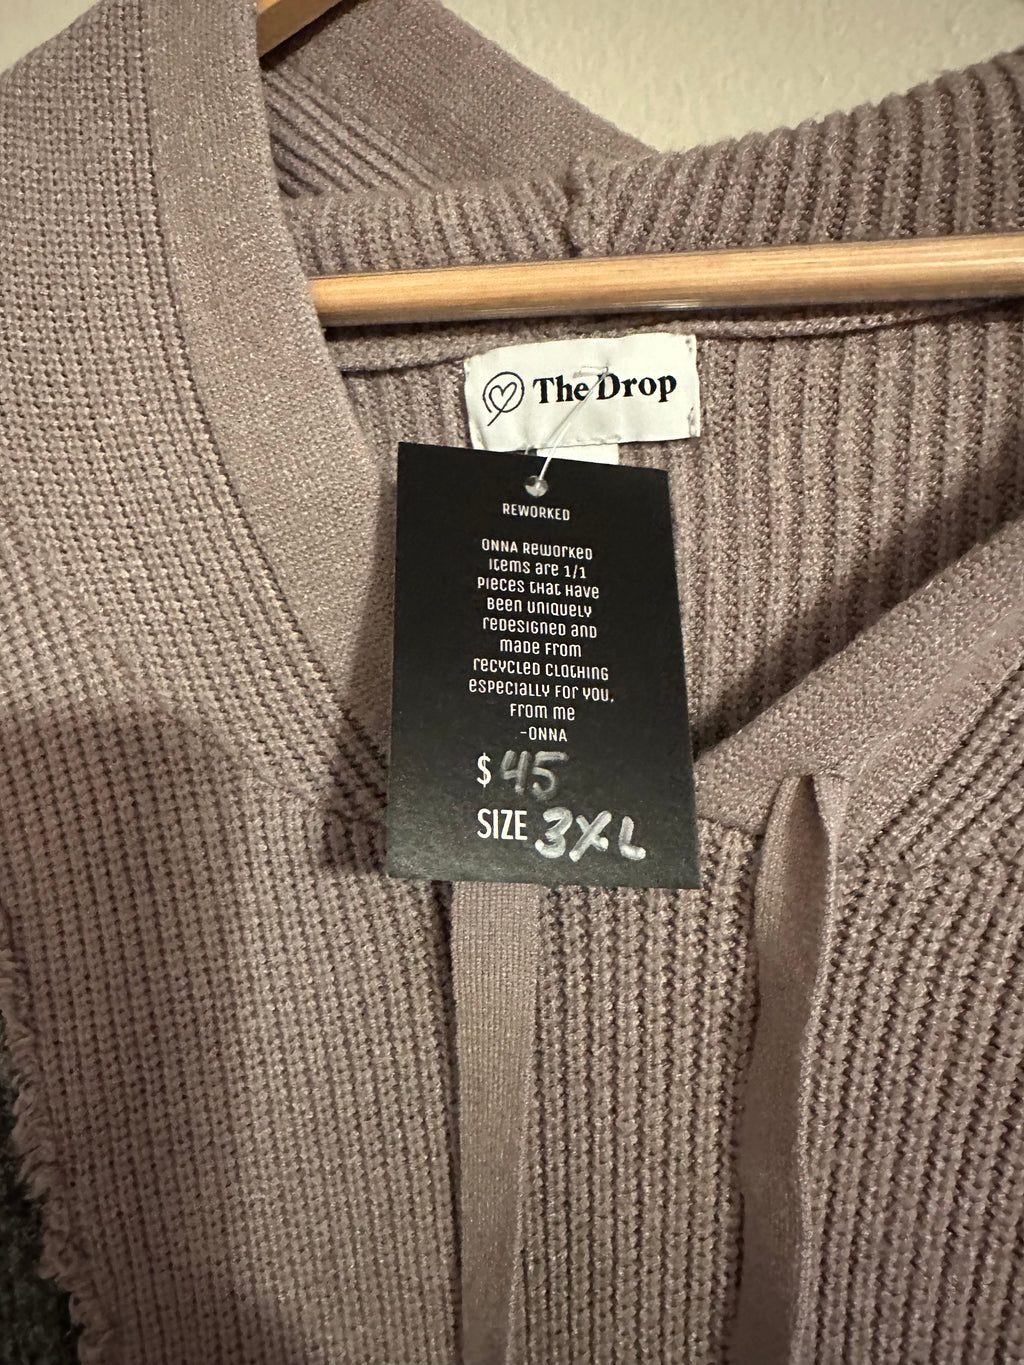 The Drop
REWORKED
ONNA REWORKED
ITEMS ARE 1/1
PIECES THAT HAVE
BEEN UNIQUELY
REDESIGNED AND
MADE FROM
RECYCLED CLOTHING
ESPECIALLY FOR YOU,
FROM ME
-ONNA
$ 45
SIZE 3XL